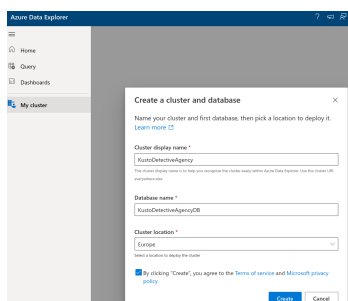 Azure Data Explorer
?
Home
Query
Dashboards
My cluster
Create a cluster and database
Name your cluster and first database, then pick a location to deploy it.
Learn more
Cluster display name *
KustoDetectiveAgency
The cluster display name is to help you recognize the cluster easily within Azure Data Explorer. Use the cluster URI
everywhere else.
Database name *
KustoDetectiveAgencyDB
Cluster location *
Europe
Select a location to deploy the cluster
By clicking "Create", you agree to the Terms of service and Microsoft privacy
policy
Create Cancel